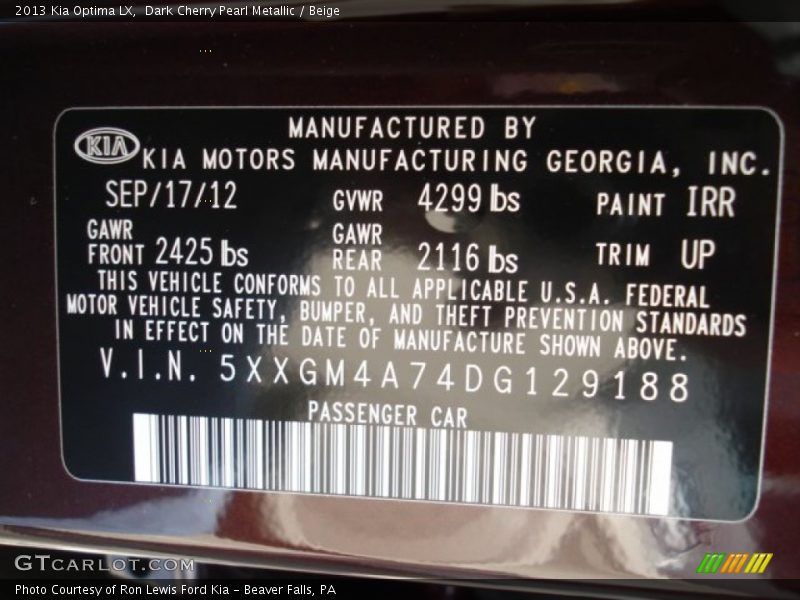 2013 Kia Optima LX, Dark Cherry Pearl Metallic / Beige
MANUFACTURED BY
KIA KIA MOTORS MANUFACTURING GEORGIA, INC.
SEP/17/12 GVWR 4299 lbs PAINT IRR
GAWR FRONT 2425 lbs GAWR REAR 2116 lbs TRIM UP
THIS VEHICLE CONFORMS TO ALL APPLICABLE U.S.A. FEDERAL
MOTOR VEHICLE SAFETY, BUMPER, AND THEFT PREVENTION STANDARDS
IN EFFECT ON THE DATE OF MANUFACTURE SHOWN ABOVE.
V.I.N. 5XXGM4A74DG129188
PASSENGER CAR
GTCARLOT.COM
Photo Courtesy of Ron Lewis Ford Kia - Beaver Falls, PA